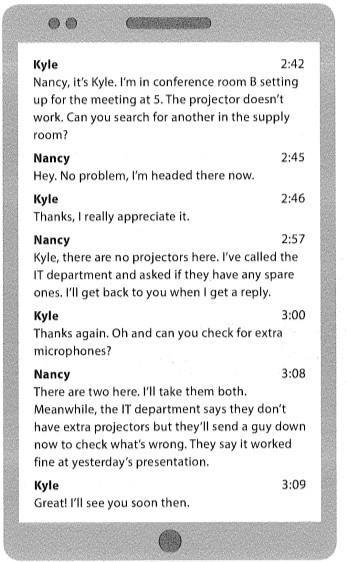 Kyle 2:42
Nancy, it's Kyle. I'm in conference room B setting
up for the meeting at 5. The projector doesn't
work. Can you search for another in the supply
room?
Nancy 2:45
Hey. No problem, I'm headed there now.
Kyle 2:46
Thanks, I really appreciate it.
Nancy 2:57
Kyle, there are no projectors here. I've called the
IT department and asked if they have any spare
ones. I'll get back to you when I get a reply.
Kyle 3:00
Thanks again. Oh and can you check for extra
microphones?
Nancy 3:08
There are two here. I'll take them both.
Meanwhile, the IT department says they don't
have extra projectors but they'll send a guy down
now to check what's wrong. They say it worked
fine at yesterday's presentation.
Kyle 3:09
Great! I'll see you soon then.